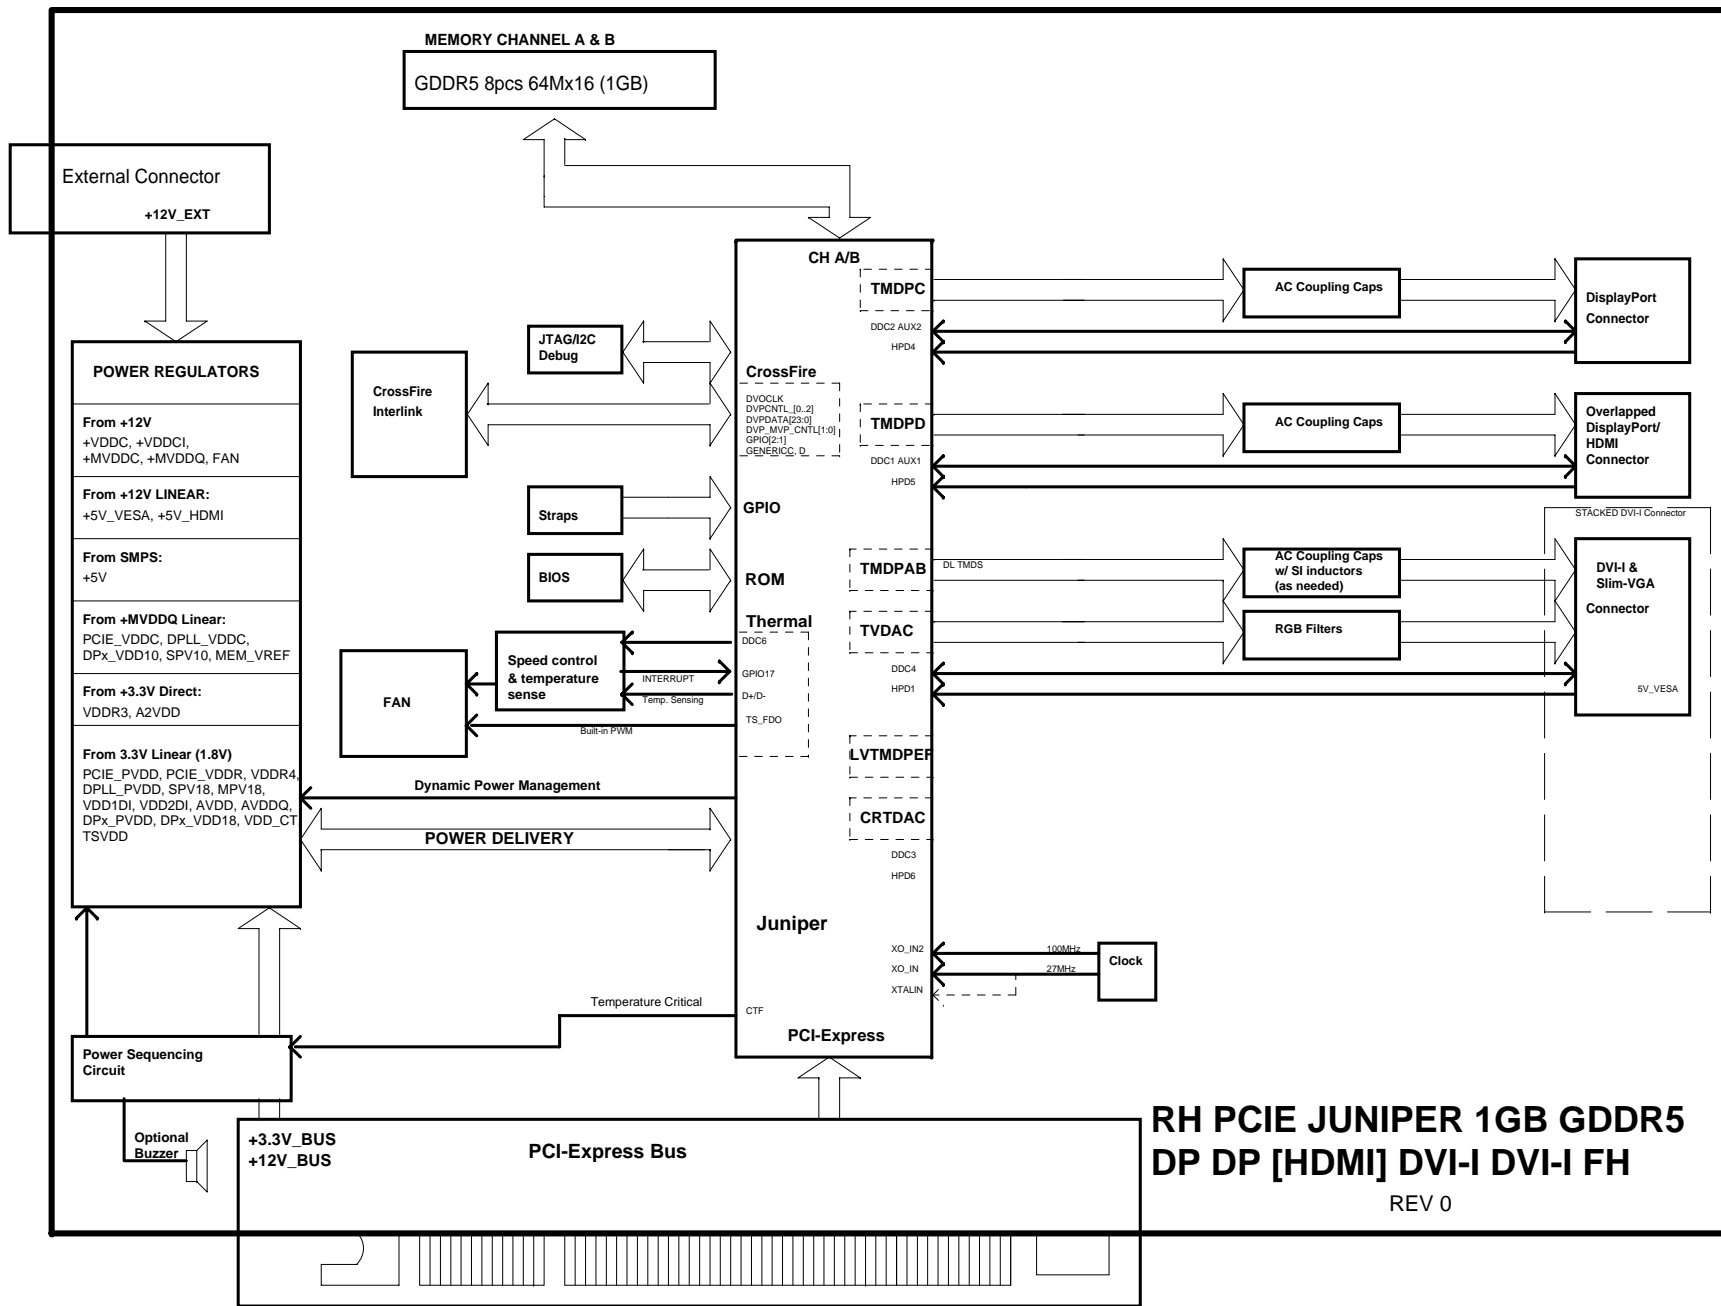 MEMORY CHANNEL A & B
GDDR5 8pcs 64Mx16 (1GB)
External Connector
+12V_EXT
POWER REGULATORS
From +12V
+VDDC, +VDDCI,
+MVDDC, +MVDDQ, FAN
From +12V LINEAR:
+5V_VESA, +5V_HDMI
From SMPS:
+5V
From +MVDDQ Linear:
PCIE_VDDC, DPLL_VDDC,
DPx_VDD10, SPV10, MEM_VREF
From +3.3V Direct:
VDDR3, A2VDD
From 3.3V Linear (1.8V)
PCIE_PVDD, PCIE_VDDR, VDDR4,
DPLL_PVDD, SPV18, MPV18,
VDD1DI, VDD2DI, AVDD, AVDDQ,
DPx_PVDD, DPx_VDD18, VDD_CT
TSVDD
JTAG/I2C
Debug
CrossFire
Interlink
Straps
BIOS
Speed control
& temperature
sense
FAN
INTERRUPT
Temp. Sensing
Built-in PWM
Dynamic Power Management
POWER DELIVERY
Temperature Critical
Power Sequencing
Circuit
Optional
Buzzer
CH A/B
CrossFire
DVOCLK
DVPCNTL_[0..2]
DVPDATA[23:0]
DVP_MVP_CNTL[1:0]
GPIO[2:1]
GENERICC, D
GPIO
ROM
Thermal
DDC6
GPIO17
D+/D-
TS_FDO
Juniper
CTF
PCI-Express
TMDPC
DDC2 AUX2
HPD4
TMDPD
DDC1 AUX1
HPD5
TMDPAB
DL TMDS
TVDAC
DDC4
HPD1
LVTMDPEF
CRTDAC
DDC3
HPD6
XO_IN2
XO_IN
XTALIN
100MHz
27MHz
Clock
AC Coupling Caps
DisplayPort
Connector
AC Coupling Caps
Overlapped
DisplayPort/
HDMI
Connector
STACKED DVI-I Connector
AC Coupling Caps
w/ SI inductors
(as needed)
RGB Filters
DVI-I &
Slim-VGA
Connector
5V_VESA
+3.3V_BUS
+12V_BUS
PCI-Express Bus
RH PCIE JUNIPER 1GB GDDR5
DP DP [HDMI] DVI-I DVI-I FH
REV 0